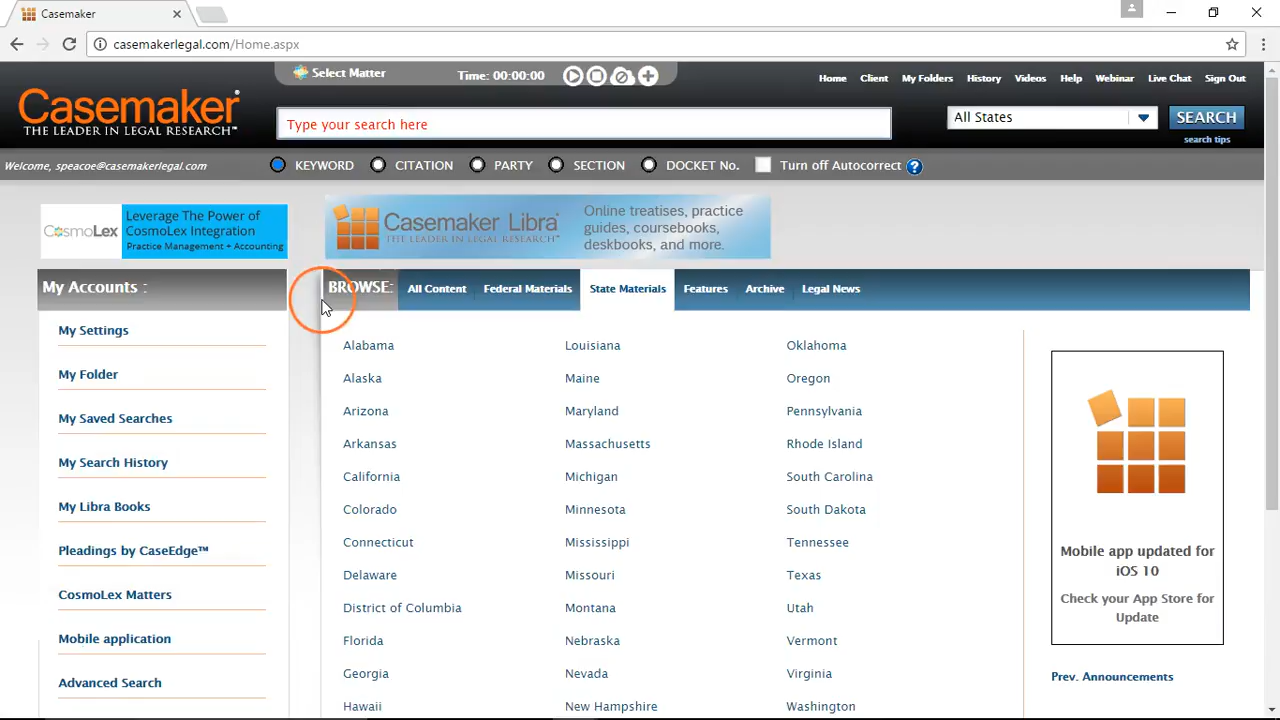 Casemaker
casemakerlegal.com/Home.aspx
Select Matter
Time: 00:00:00
Home
Client
My Folders
History
Videos
Help
Webinar
Live Chat
Sign Out
Casemaker
THE LEADER IN LEGAL RESEARCH™
Type your search here
All States
SEARCH
search tips
Welcome, speacoe@casemakerlegal.com
KEYWORD
CITATION
PARTY
SECTION
DOCKET No.
Turn off Autocorrect
?
CosmoLex
Leverage The Power of
CosmoLex Integration
Practice Management + Accounting
Casemaker Libra
THE LEADER IN LEGAL RESEARCH™
Online treatises, practice
guides, coursebooks,
deskbooks, and more.
My Accounts :
My Settings
My Folder
My Saved Searches
My Search History
My Libra Books
Pleadings by CaseEdge™
CosmoLex Matters
Mobile application
Advanced Search
BROWSE:
All Content
Federal Materials
State Materials
Features
Archive
Legal News
Alabama
Alaska
Arizona
Arkansas
California
Colorado
Connecticut
Delaware
District of Columbia
Florida
Georgia
Hawaii
Louisiana
Maine
Maryland
Massachusetts
Michigan
Minnesota
Mississippi
Missouri
Montana
Nebraska
Nevada
New Hampshire
Oklahoma
Oregon
Pennsylvania
Rhode Island
South Carolina
South Dakota
Tennessee
Texas
Utah
Vermont
Virginia
Washington
Mobile app updated for
iOS 10
Check your App Store for
Update
Prev. Announcements